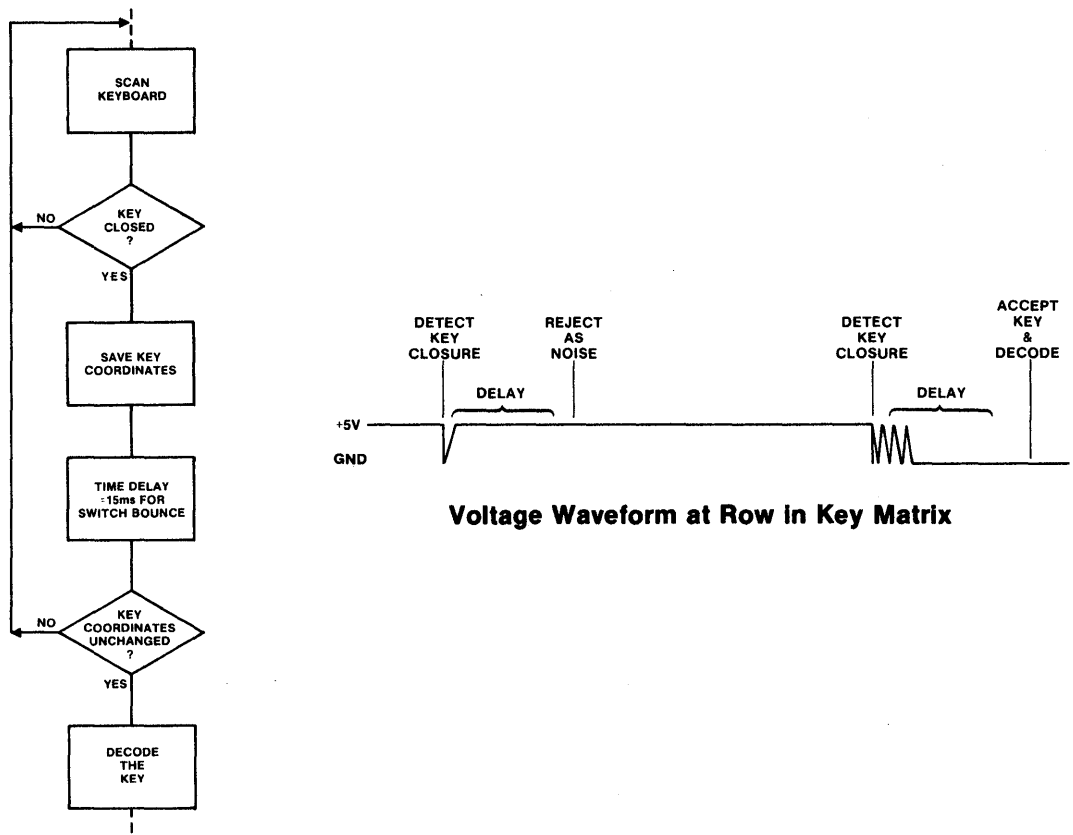 SCAN
KEYBOARD
NO
KEY
CLOSED
?
YES
SAVE KEY
COORDINATES
TIME DELAY
≈15ms FOR
SWITCH BOUNCE
NO
KEY
COORDINATES
UNCHANGED
?
YES
DECODE
THE
KEY
DETECT
KEY
CLOSURE
REJECT
AS
NOISE
DETECT
KEY
CLOSURE
ACCEPT
KEY
&
DECODE
DELAY
DELAY
+5V
GND
Voltage Waveform at Row in Key Matrix